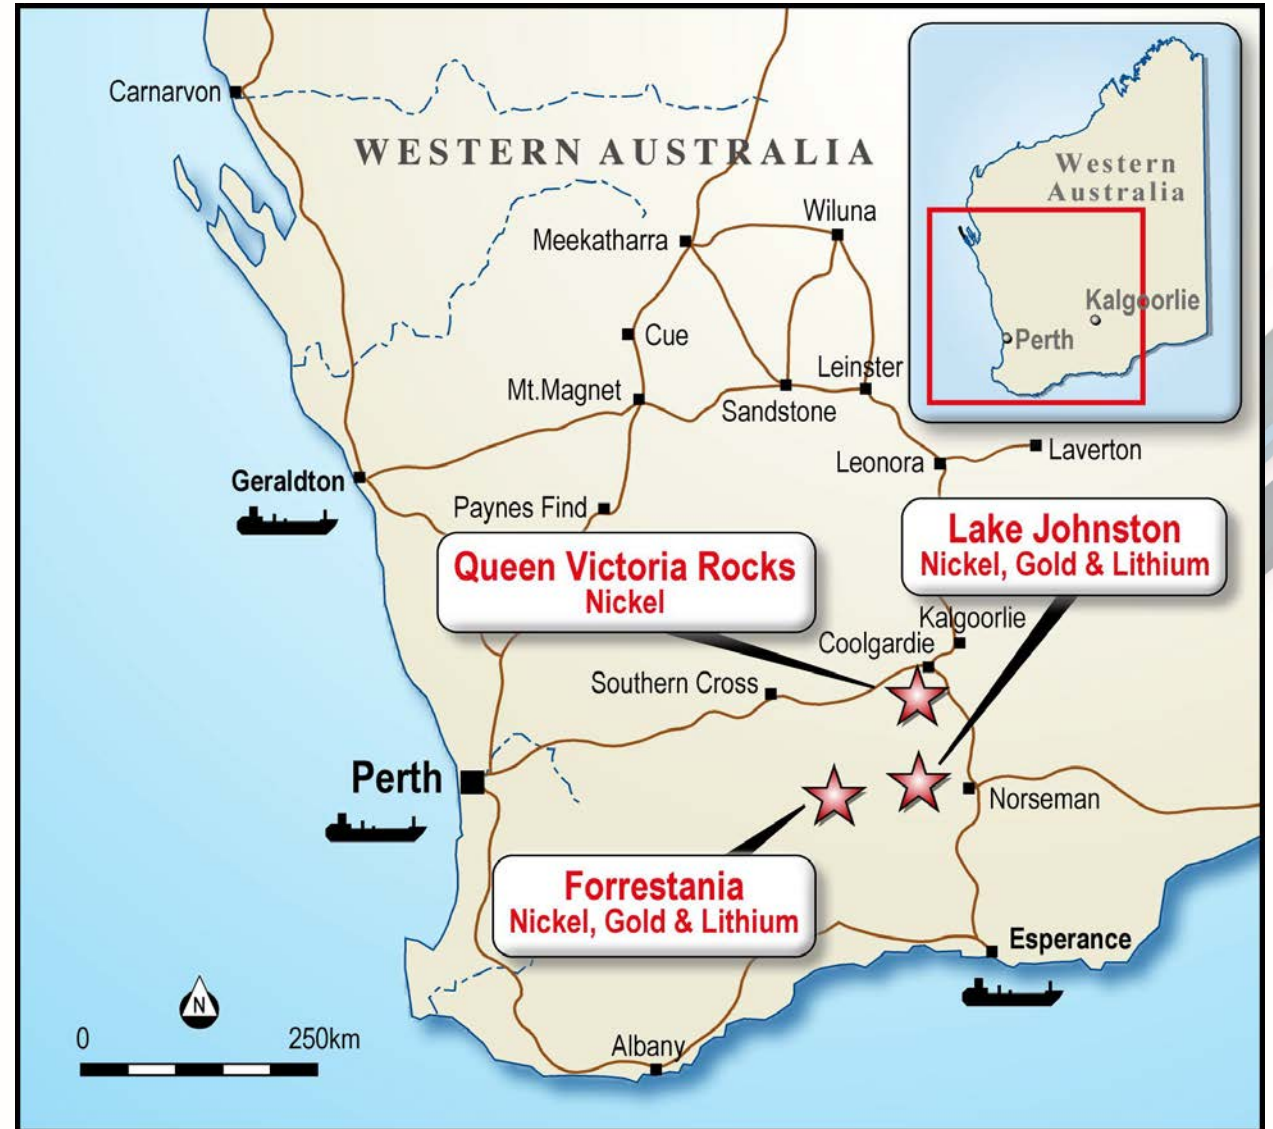 Carnarvon
WESTERN AUSTRALIA
Western
Australia
Kalgoorlie
Perth
Wiluna
Meekatharra
Cue
Leinster
Mt.Magnet
Sandstone
Laverton
Leonora
Geraldton
Paynes Find
Lake Johnston
Nickel, Gold & Lithium
Queen Victoria Rocks
Nickel
Kalgoorlie
Coolgardie
Southern Cross
Perth
Norseman
Forrestania
Nickel, Gold & Lithium
Esperance
N
0 250km
Albany